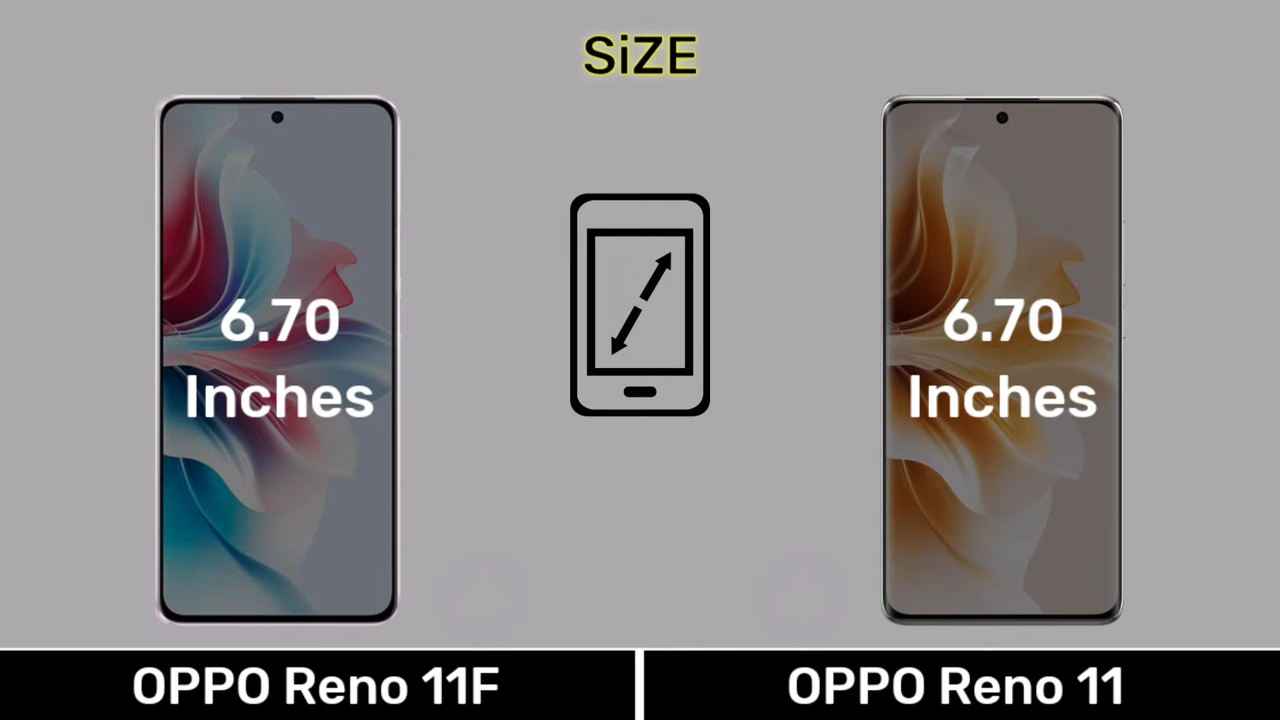 SiZE
6.70
Inches
6.70
Inches
OPPO Reno 11F
OPPO Reno 11